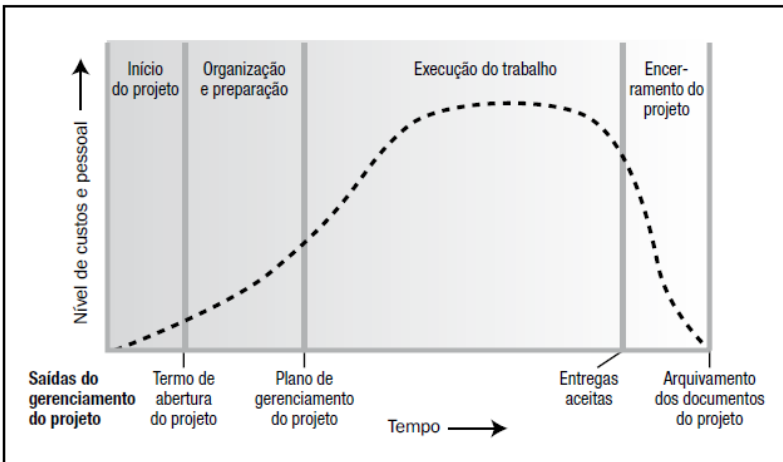 Início
do projeto
Organização
e preparação
Execução do trabalho
Encer-
ramento do
projeto
Nível de custos e pessoal
Saídas do
gerenciamento
do projeto
Termo de
abertura
do projeto
Plano de
gerenciamento
do projeto
Tempo
Entregas
aceitas
Arquivamento
dos documentos
do projeto